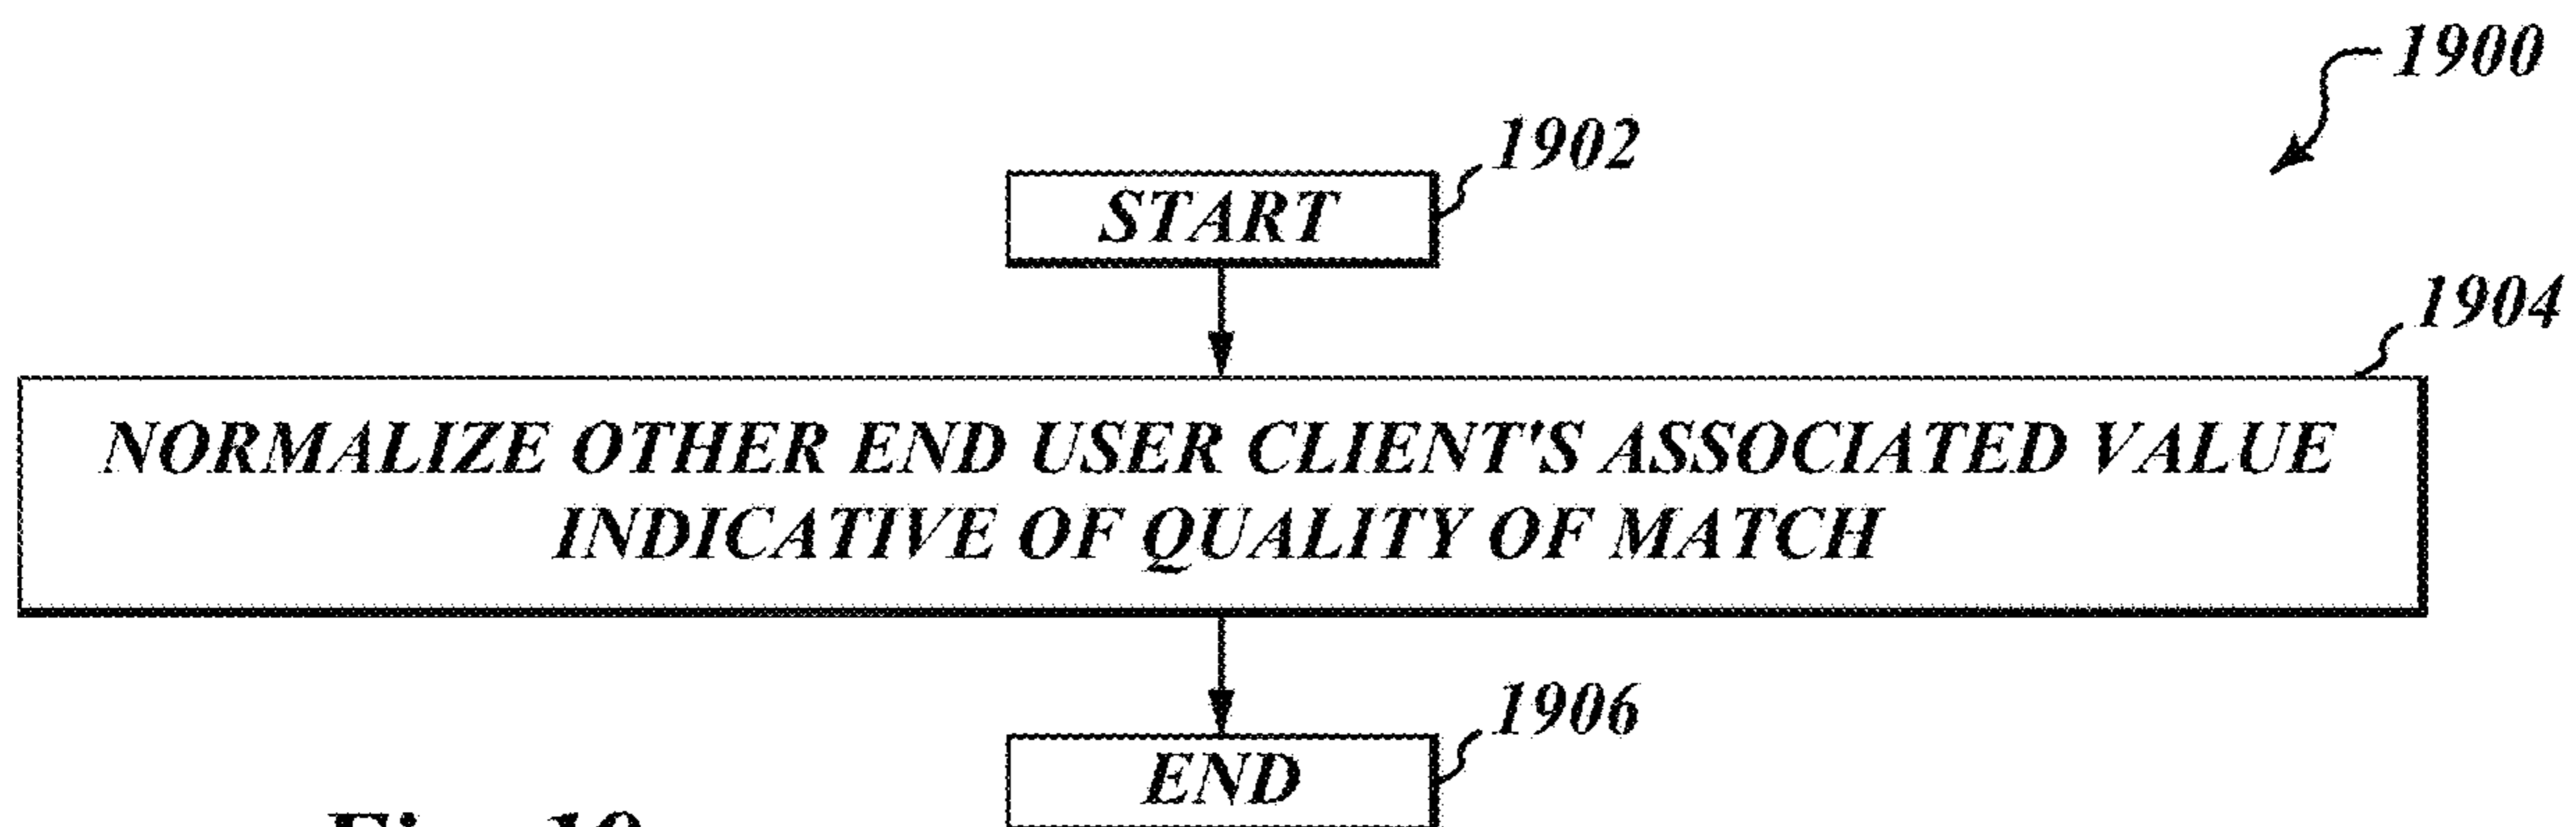 1900
1902
START
1904
NORMALIZE OTHER END USER CLIENT'S ASSOCIATED VALUE
INDICATIVE OF QUALITY OF MATCH
1906
END